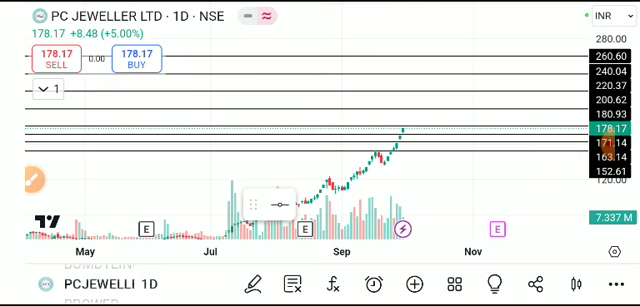 PC JEWELLER LTD · 1D · NSE
INR
178.17 +8.48 (+5.00%)
280.00
178.17
SELL
0.00
178.17
BUY
260.60
240.04
1
220.37
200.62
180.93
178.17
171.14
163.14
152.61
120.00
E
E
E
7.337 M
May
Jul
Sep
Nov
PCJEWELLI 1D